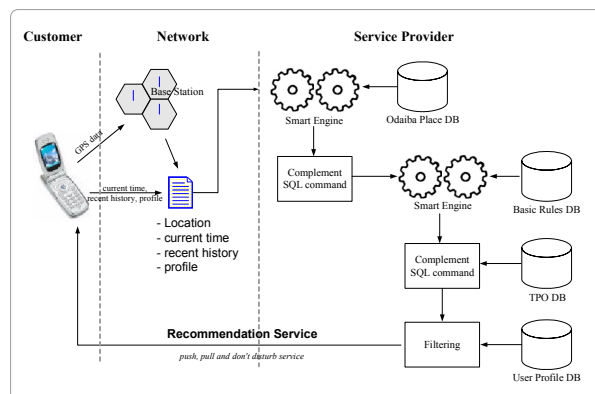 Customer
Network
Service Provider
Base Station
GPS data
Smart Engine
Odaiba Place DB
current time,
recent history, profile
Complement
SQL command
Smart Engine
Basic Rules DB
- Location
- current time
- recent history
- profile
Complement
SQL command
TPO DB
Recommendation Service
push, pull and don't disturb service
Filtering
User Profile DB